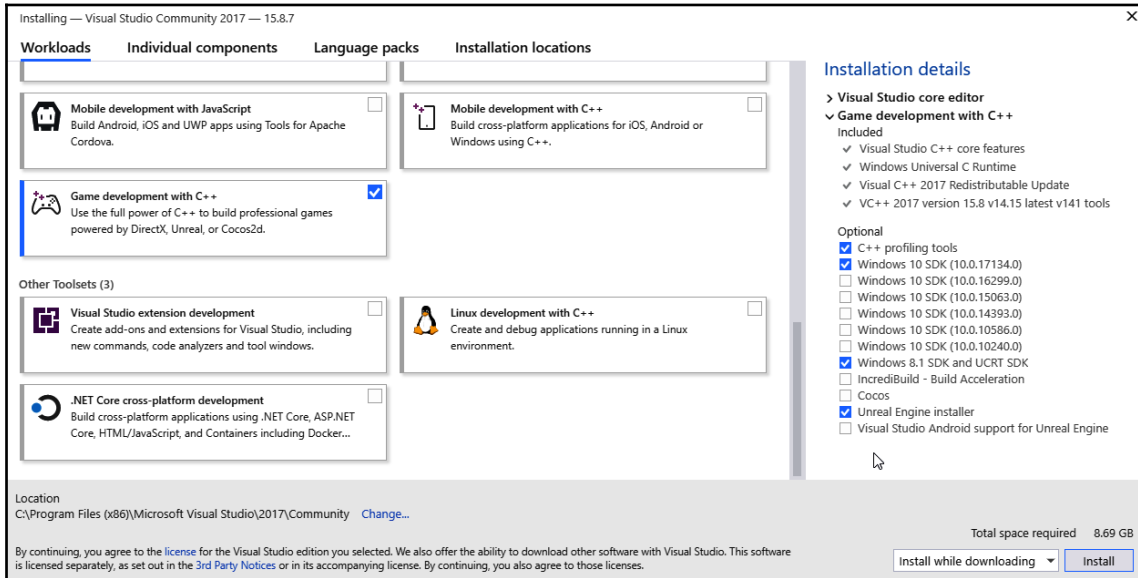 Installing — Visual Studio Community 2017 — 15.8.7
Workloads Individual components Language packs Installation locations
Mobile development with JavaScript
Build Android, iOS and UWP apps using Tools for Apache
Cordova.
Mobile development with C++
Build cross-platform applications for iOS, Android or
Windows using C++.
Game development with C++
Use the full power of C++ to build professional games
powered by DirectX, Unreal, or Cocos2d.
Other Toolsets (3)
Visual Studio extension development
Create add-ons and extensions for Visual Studio, including
new commands, code analyzers and tool windows.
Linux development with C++
Create and debug applications running in a Linux
environment.
.NET Core cross-platform development
Build cross-platform applications using .NET Core, ASP.NET
Core, HTML/JavaScript, and Containers including Docker...
Installation details
Visual Studio core editor
Game development with C++
Included
Visual Studio C++ core features
Windows Universal C Runtime
Visual C++ 2017 Redistributable Update
VC++ 2017 version 15.8 v14.15 latest v141 tools
Optional
C++ profiling tools
Windows 10 SDK (10.0.17134.0)
Windows 10 SDK (10.0.16299.0)
Windows 10 SDK (10.0.15063.0)
Windows 10 SDK (10.0.14393.0)
Windows 10 SDK (10.0.10586.0)
Windows 10 SDK (10.0.10240.0)
Windows 8.1 SDK and UCRT SDK
IncrediBuild - Build Acceleration
Cocos
Unreal Engine installer
Visual Studio Android support for Unreal Engine
Location
C:\Program Files (x86)\Microsoft Visual Studio\2017\Community Change...
Total space required 8.69 GB
By continuing, you agree to the license for the Visual Studio edition you selected. We also offer the ability to download other software with Visual Studio. This software
is licensed separately, as set out in the 3rd Party Notices or in its accompanying license. By continuing, you also agree to those licenses.
Install while downloading Install